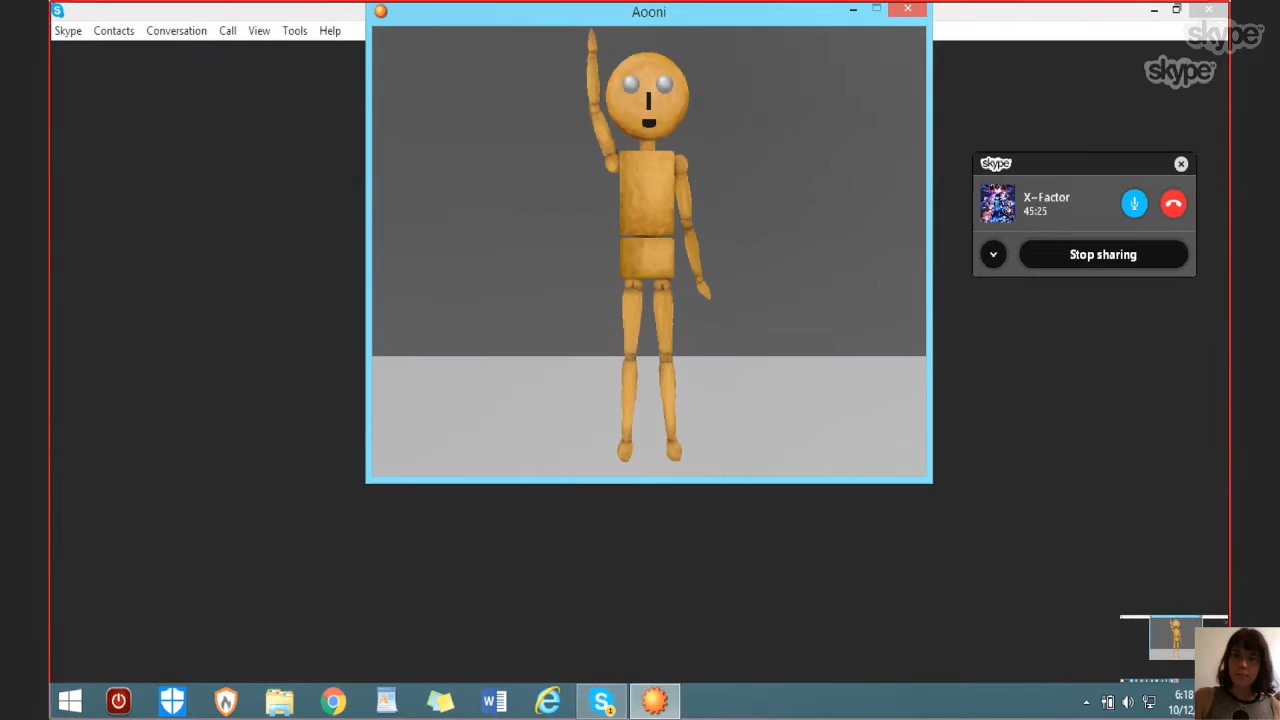 Aooni
Skype Contacts Conversation Call View Tools Help
skype
skype
skype
X-Factor
45:25
Stop sharing
6:18
10/12,